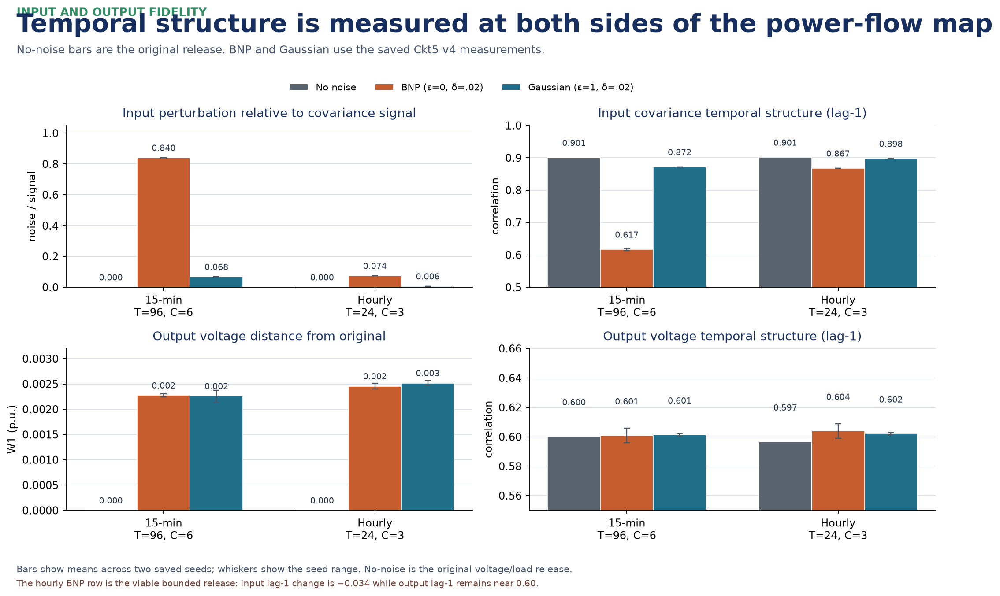 INPUT AND OUTPUT FIDELITY
Temporal structure is measured at both sides of the power-flow map
No-noise bars are the original release. BNP and Gaussian use the saved Ckt5 v4 measurements.
No noise
BNP (ε=0, δ=.02)
Gaussian (ε=1, δ=.02)
Input perturbation relative to covariance signal
noise / signal
1.0
0.8
0.6
0.4
0.2
0.0
0.000
0.840
0.068
0.000
0.074
0.006
15-min
T=96, C=6
Hourly
T=24, C=3
Input covariance temporal structure (lag-1)
correlation
1.0
0.9
0.8
0.7
0.6
0.5
0.901
0.617
0.872
0.901
0.867
0.898
15-min
T=96, C=6
Hourly
T=24, C=3
Output voltage distance from original
W1 (p.u.)
0.0030
0.0025
0.0020
0.0015
0.0010
0.0005
0.0000
0.000
0.002
0.002
0.000
0.002
0.003
15-min
T=96, C=6
Hourly
T=24, C=3
Output voltage temporal structure (lag-1)
correlation
0.66
0.64
0.62
0.60
0.58
0.56
0.600
0.601
0.601
0.597
0.604
0.602
15-min
T=96, C=6
Hourly
T=24, C=3
Bars show means across two saved seeds; whiskers show the seed range. No-noise is the original voltage/load release.
The hourly BNP row is the viable bounded release: input lag-1 change is −0.034 while output lag-1 remains near 0.60.